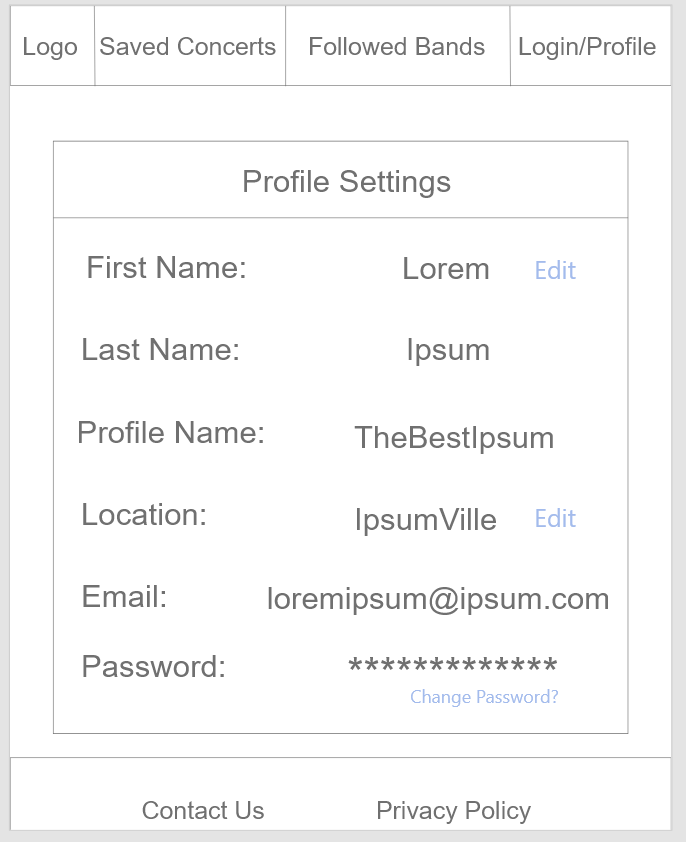 Logo Saved Concerts Followed Bands Login/Profile
Profile Settings
First Name: Lorem Edit
Last Name: Ipsum
Profile Name: TheBestIpsum
Location: IpsumVille Edit
Email: loremipsum@ipsum.com
Password: *************
Change Password?
Contact Us Privacy Policy